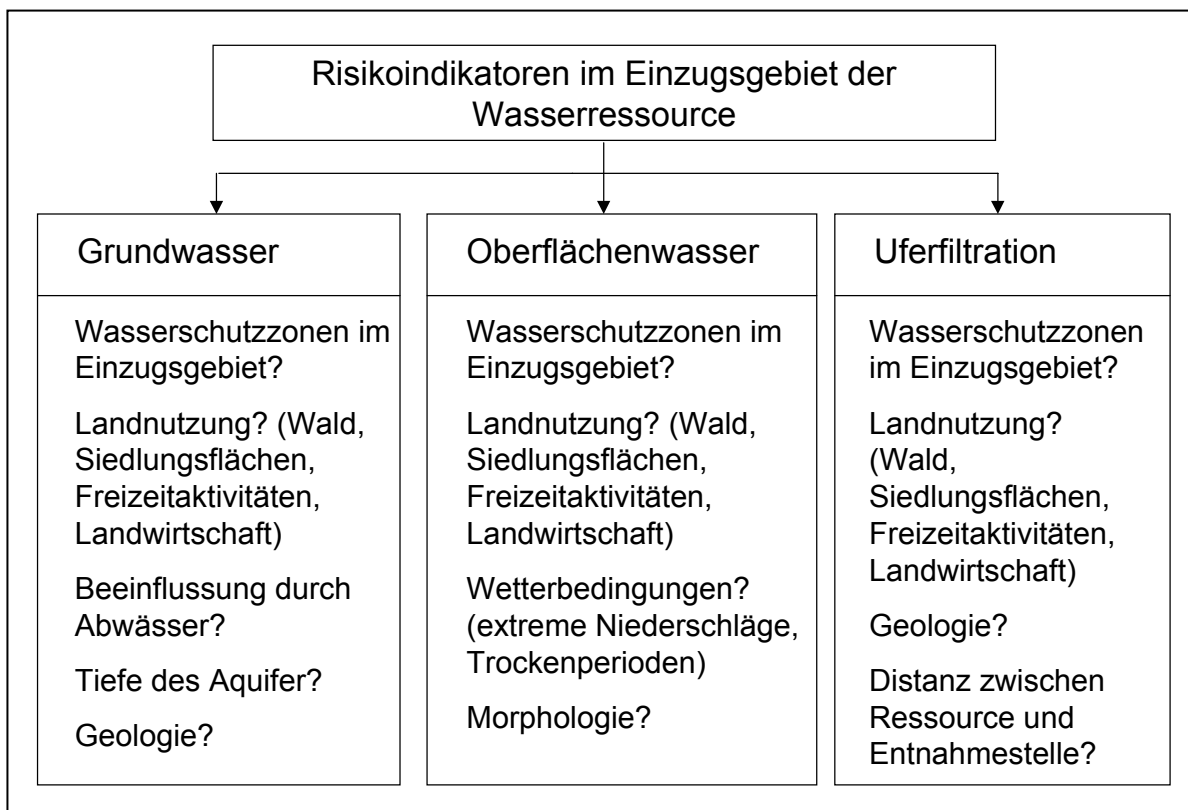 Risikoindikatoren im Einzugsgebiet der
Wasserressource
Grundwasser
Wasserschutzzonen im
Einzugsgebiet?
Landnutzung? (Wald,
Siedlungsflächen,
Freizeitaktivitäten,
Landwirtschaft)
Beeinflussung durch
Abwässer?
Tiefe des Aquifer?
Geologie?
Oberflächenwasser
Wasserschutzzonen im
Einzugsgebiet?
Landnutzung? (Wald,
Siedlungsflächen,
Freizeitaktivitäten,
Landwirtschaft)
Wetterbedingungen?
(extreme Niederschläge,
Trockenperioden)
Morphologie?
Uferfiltration
Wasserschutzzonen
im Einzugsgebiet?
Landnutzung?
(Wald,
Siedlungsflächen,
Freizeitaktivitäten,
Landwirtschaft)
Geologie?
Distanz zwischen
Ressource und
Entnahmestelle?